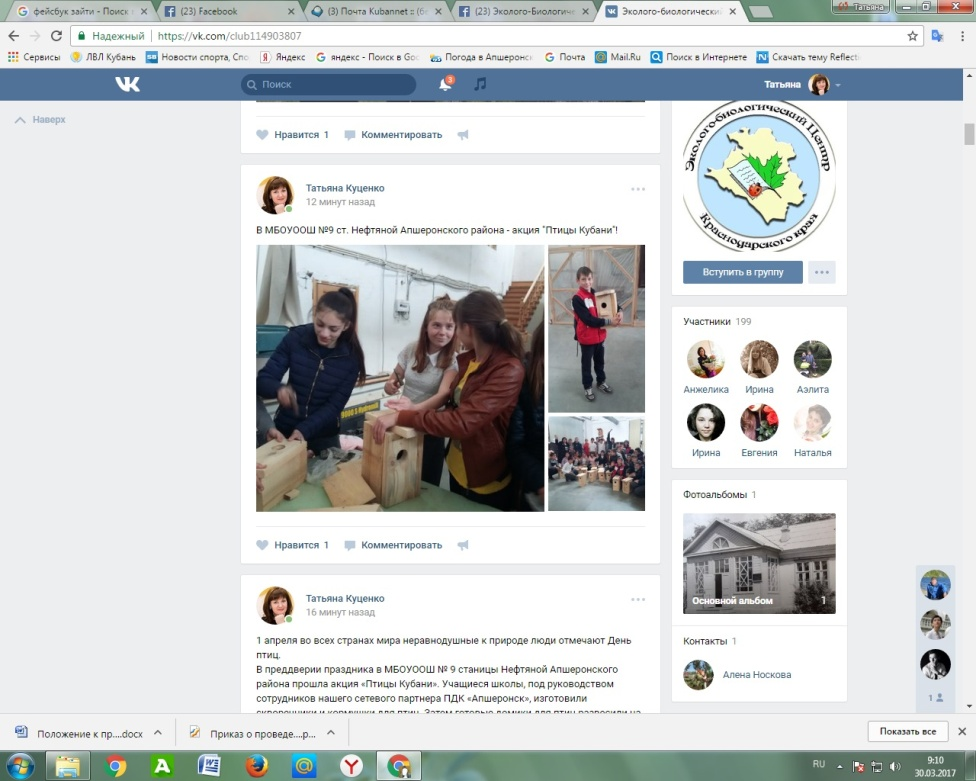 фейсбук зайти - Поиск
(23) Facebook
(3) Почта Kubannet :: (6
(23) Эколого-Биологиче
Эколого-биологически
Татьяна
Надежный
https://vk.com/club114903807
Сервисы
ЛВЛ Кубань
Новости спорта, Спо
Яндекс
яндекс - Поиск в Goo
Погода в Апшеронск
Почта
Mail.Ru
Поиск в Интернете
Скачать тему Reflecti
Поиск
3
Татьяна
Наверх
Нравится 1
Комментировать
Татьяна Куценко
12 минут назад
В МБОУООШ №9 ст. Нефтяной Апшеронского района - акция "Птицы Кубани"!
Нравится 1
Комментировать
Татьяна Куценко
16 минут назад
1 апреля во всех странах мира неравнодушные к природе люди отмечают День
птиц.
В преддверии праздника в МБОУООШ № 9 станицы Нефтяной Апшеронского
района прошла акция «Птицы Кубани». Учащиеся школы, под руководством
сотрудников нашего сетевого партнера ПДК «Апшеронск», изготовили
скворечники и кормушки для птиц. Затем готовые домики для птиц развесили на
Эколого-биологический Центр
Краснодарского края
Вступить в группу
Участники 199
Анжелика
Ирина
Аэлита
Ирина
Евгения
Наталья
Фотоальбомы 1
Основной альбом
1
Контакты 1
Алена Носкова
1
Положение к пр....docx
Приказ о проведе....p...
Показать все
RU
9:10
30.03.2017